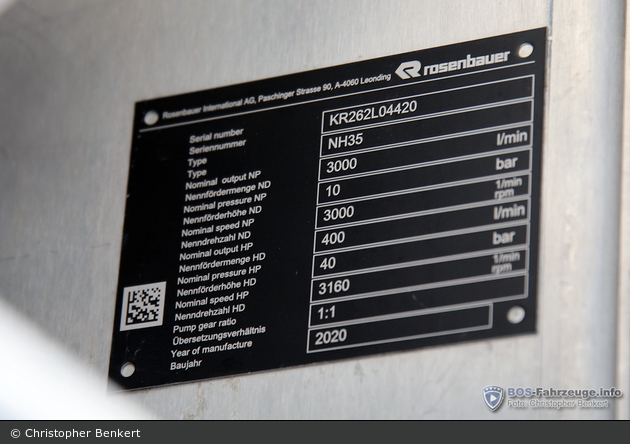 Rosenbauer International AG, Paschinger Strasse 90, A-4060 Leonding rosenbauer
Serial number
Seriennummer
KR262L04420
Type
Type
NH35
Nominal output NP
Nennfördermenge ND
3000 l/min
Nominal pressure NP
Nennförderhöhe ND
10 bar
Nominal speed NP
Nenndrehzahl ND
3000 1/min
rpm
Nominal output HP
Nennfördermenge HD
400 l/min
Nominal pressure HP
Nennförderhöhe HD
40 bar
Nominal speed HP
Nenndrehzahl HD
3160 1/min
rpm
Pump gear ratio
Übersetzungsverhältnis
1:1
Year of manufacture
Baujahr
2020
BOS-Fahrzeuge.info
Foto: Christopher Benkert
© Christopher Benkert